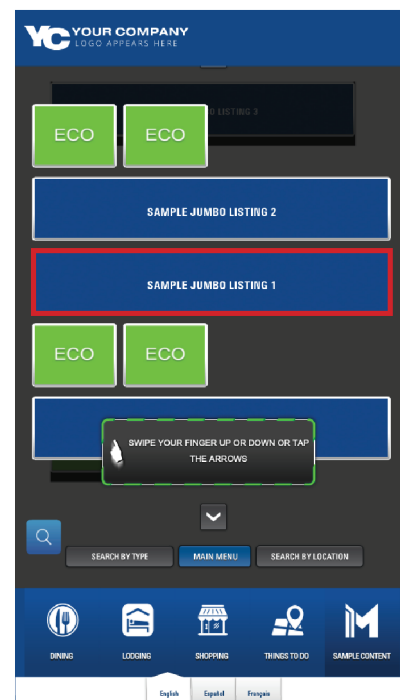 YC YOUR COMPANY
LOGO APPEARS HERE
LISTING 3
ECO ECO
SAMPLE JUMBO LISTING 2
SAMPLE JUMBO LISTING 1
ECO ECO
SWIPE YOUR FINGER UP OR DOWN OR TAP
THE ARROWS
SEARCH BY TYPE MAIN MENU SEARCH BY LOCATION
DINING LODGING SHOPPING THINGS TO DO SAMPLE CONTENT
English Español Français